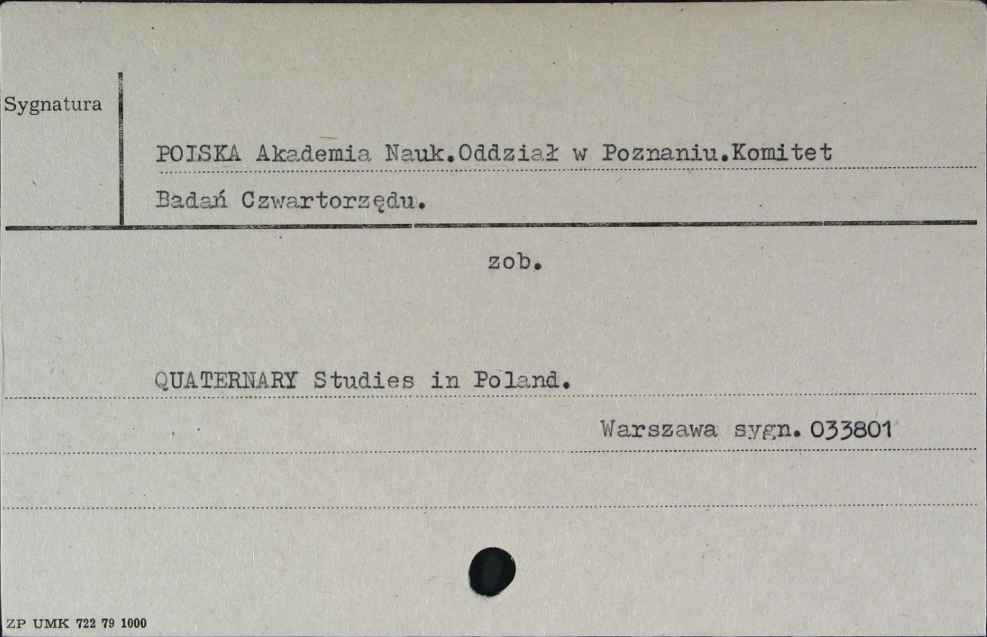 Sygnatura
POLSKA Akademia Nauk.Oddział w Poznaniu.Komitet
Badań Czwartorzędu.
zob.
QUATERNARY Studies in Poland.
Warszawa sygn. 033801
ZP UMK 722 79 1000